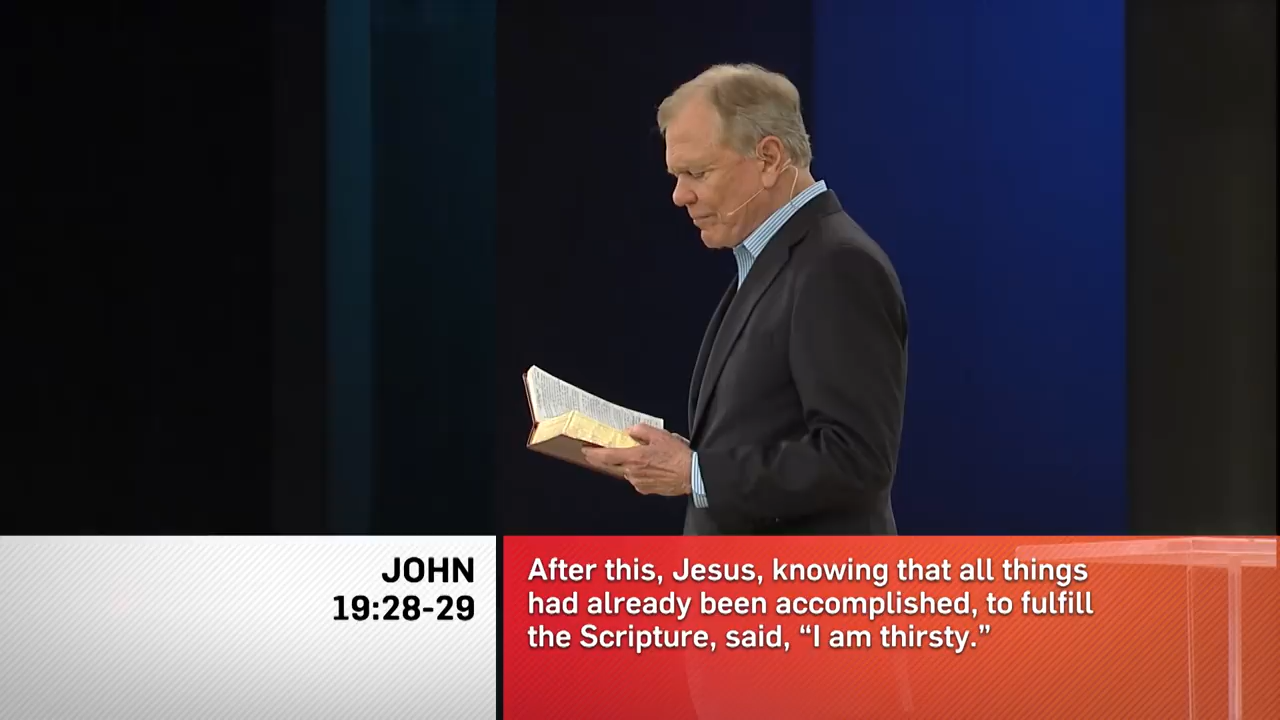 JOHN
19:28-29
After this, Jesus, knowing that all things
had already been accomplished, to fulfill
the Scripture, said, “I am thirsty.”